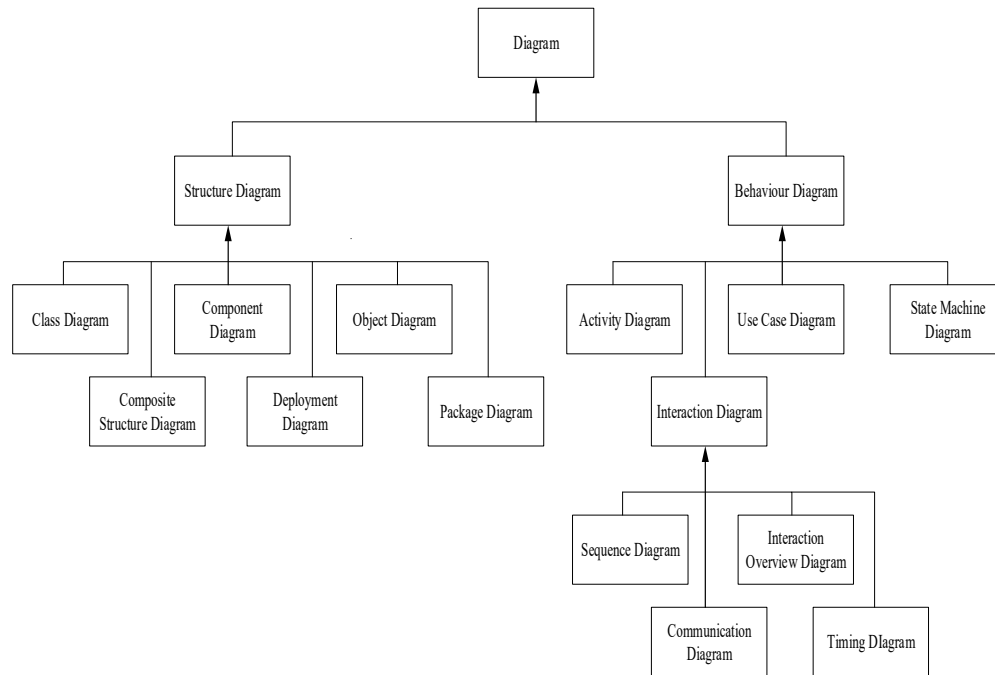 Diagram
Structure Diagram
Behaviour Diagram
Class Diagram
Component
Diagram
Object Diagram
Activity Diagram
Use Case Diagram
State Machine
Diagram
Composite
Structure Diagram
Deployment
Diagram
Package Diagram
Interaction Diagram
Sequence Diagram
Interaction
Overview Diagram
Communication
Diagram
Timing DIagram